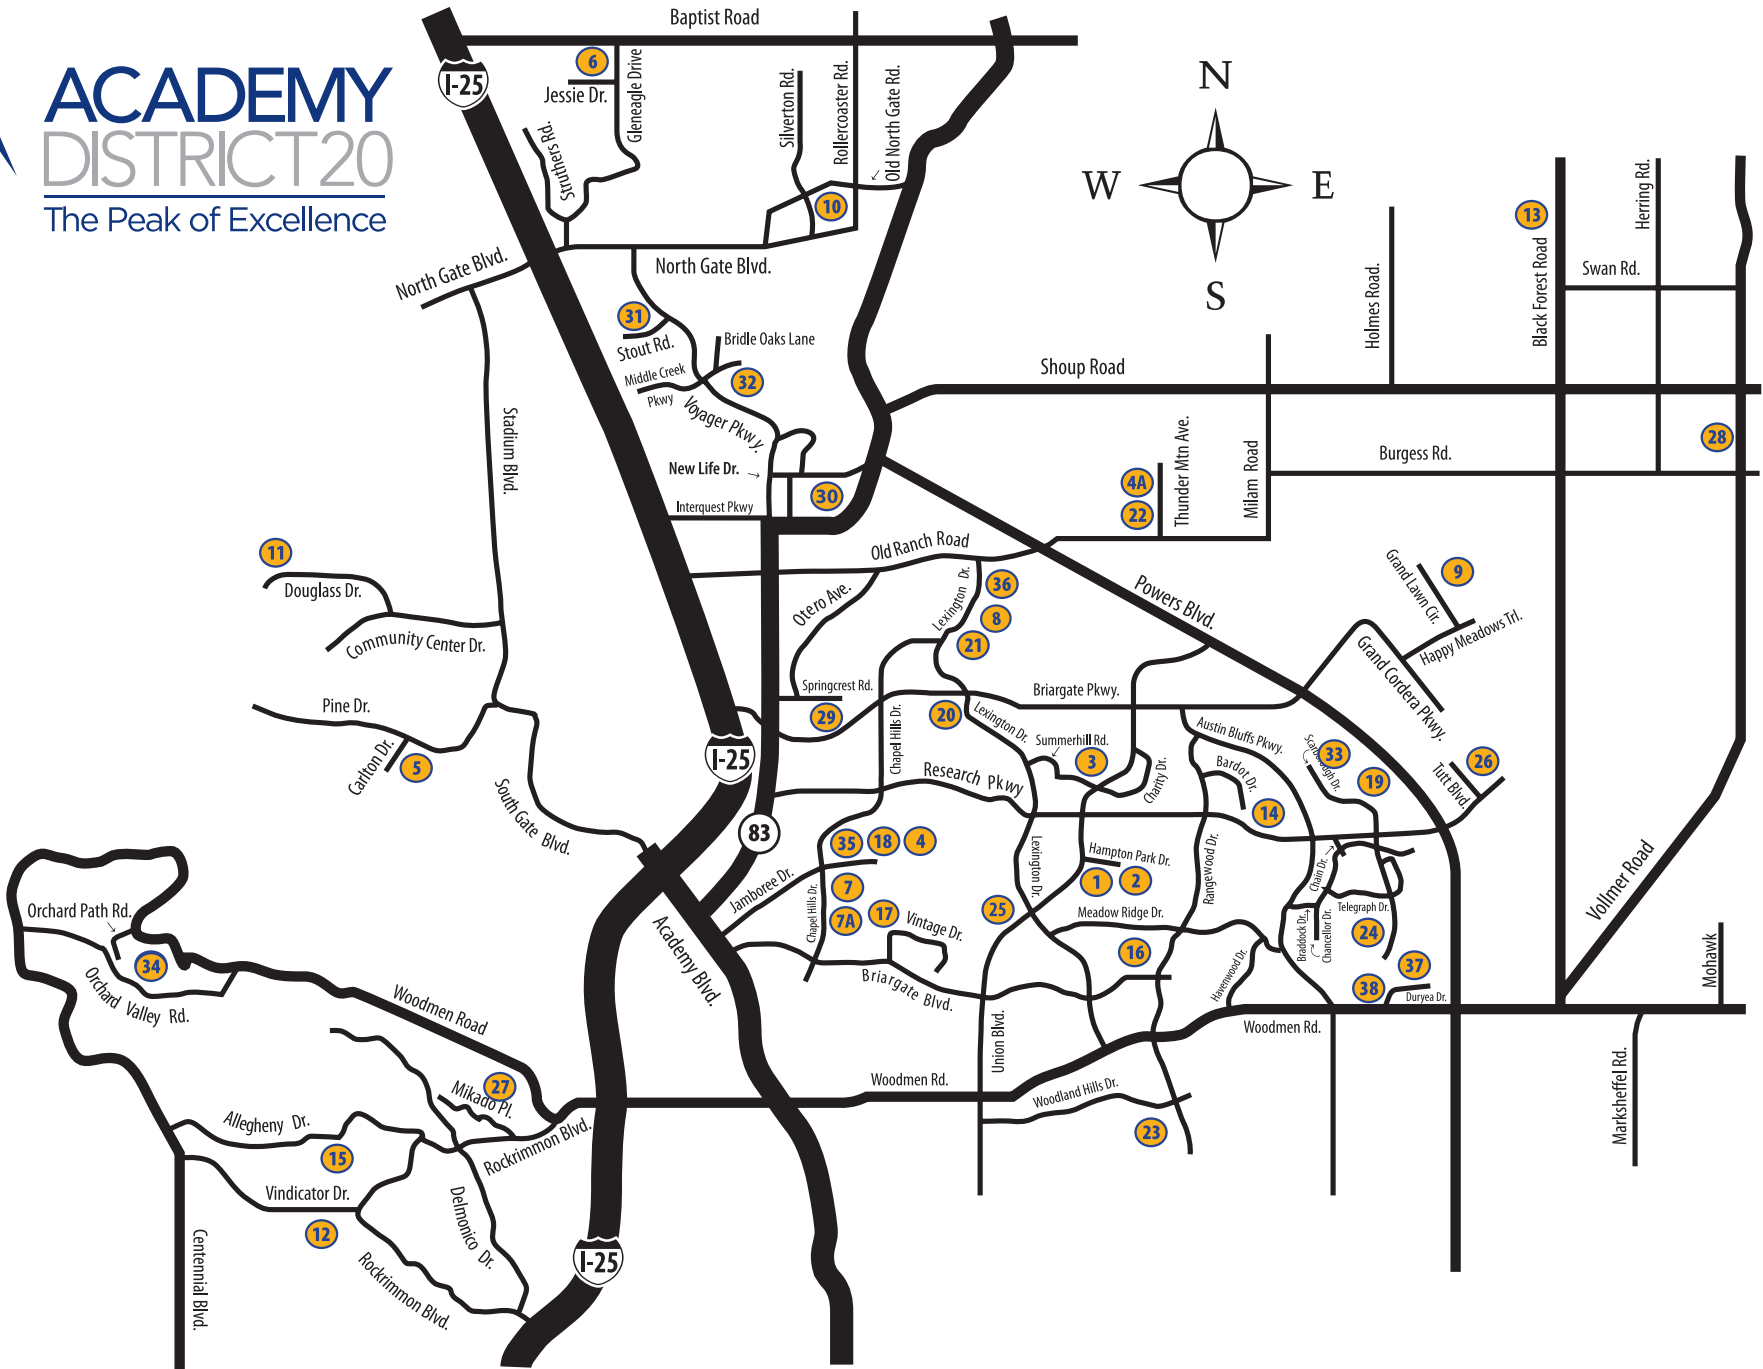 ACADEMY
DISTRICT20
The Peak of Excellence
Baptist Road
I-25
6
Jessie Dr.
Gleneagle Drive
Struthers Rd.
Silverton Rd.
Rollercoaster Rd.
Old North Gate Rd.
10
N
W
E
S
13
Herring Rd.
Black Forest Road
Swan Rd.
Holmes Road.
North Gate Blvd.
North Gate Blvd.
31
Stout Rd.
Bridle Oaks Lane
Middle Creek
Pkwy
32
Voyager Pkwy.
Shoup Road
Stadium Blvd.
New Life Dr.
Interquest Pkwy
30
4A
22
Thunder Mtn Ave.
Milam Road
Burgess Rd.
28
11
Douglass Dr.
Community Center Dr.
Old Ranch Road
Otero Ave.
Lexington Dr.
36
8
21
Powers Blvd.
Grand Lawn Cir.
9
Happy Meadows Trl.
Grand Cordera Pkwy.
Pine Dr.
Carlton Dr.
5
Springcrest Rd.
29
Briargate Pkwy.
20
Lexington Dr.
Chapel Hills Dr.
Summerhill Rd.
3
Charity Dr.
Austin Bluffs Pkwy.
Scarborough Dr.
33
19
26
Tutt Blvd.
I-25
Research Pkwy
Bardot Dr.
14
South Gate Blvd.
83
35
18
4
Jamboree Dr.
7
7A
17
Chapel Hills Dr.
Vintage Dr.
Lexington Dr.
Hampton Park Dr.
1
2
25
Rangewood Dr.
Meadow Ridge Dr.
16
Chain Dr.
Telegraph Dr.
Braddock Dr.
Chancellor Dr.
24
37
38
Duryea Dr.
Havenwood Dr.
Vollmer Road
Mohawk
Orchard Path Rd.
34
Orchard Valley Rd.
Woodmen Road
Academy Blvd.
Briargate Blvd.
Union Blvd.
Woodmen Rd.
Woodmen Rd.
Woodland Hills Dr.
23
Marksheffel Rd.
27
Mikado Pl.
Allegheny Dr.
15
Rockrimmon Blvd.
Vindicator Dr.
12
Delmonico Dr.
Centennial Blvd.
Rockrimmon Blvd.
I-25